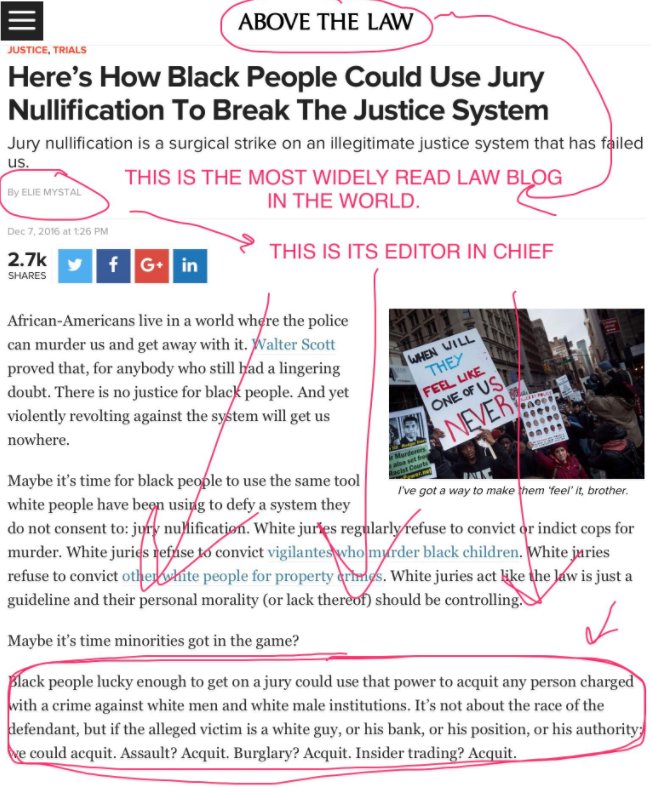 ABOVE THE LAW
JUSTICE, TRIALS
Here’s How Black People Could Use Jury
Nullification To Break The Justice System
Jury nullification is a surgical strike on an illegitimate justice system that has failed
us.
By ELIE MYSTAL
THIS IS THE MOST WIDELY READ LAW BLOG
IN THE WORLD.
Dec 7, 2016 at 1:26 PM
THIS IS ITS EDITOR IN CHIEF
2.7k
SHARES
f
G+
in
African-Americans live in a world where the police
can murder us and get away with it. Walter Scott
proved that, for anybody who still had a lingering
doubt. There is no justice for black people. And yet
violently revolting against the system will get us
nowhere.
WHEN WILL
THEY
FEEL LIKE
ONE OF US
NEVER
I’ve got a way to make them ‘feel’ it, brother.
Maybe it’s time for black people to use the same tool
white people have been using to defy a system they
do not consent to: jury nullification. White juries regularly refuse to convict or indict cops for
murder. White juries refuse to convict vigilantes who murder black children. White juries
refuse to convict other white people for property crimes. White juries act like the law is just a
guideline and their personal morality (or lack thereof) should be controlling.
Maybe it’s time minorities got in the game?
Black people lucky enough to get on a jury could use that power to acquit any person charged
with a crime against white men and white male institutions. It’s not about the race of the
defendant, but if the alleged victim is a white guy, or his bank, or his position, or his authority:
we could acquit. Assault? Acquit. Burglary? Acquit. Insider trading? Acquit.